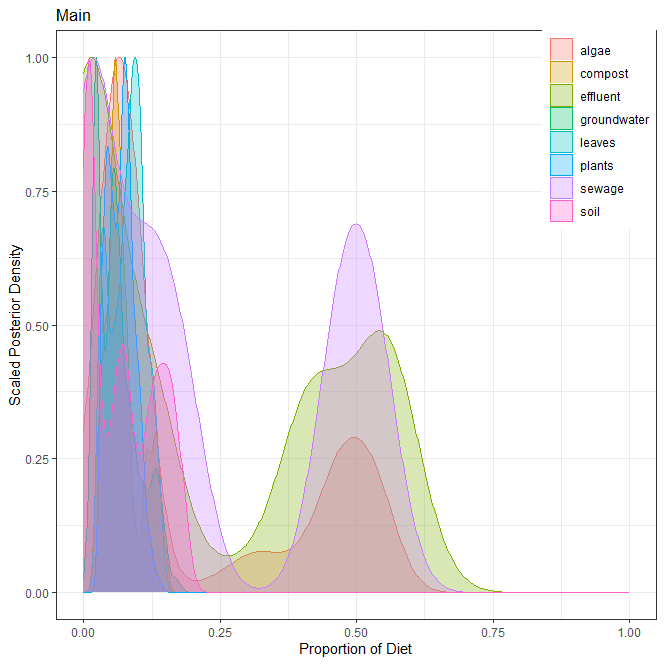 Main
algae
compost
effluent
groundwater
leaves
plants
sewage
soil
1.00
0.75
0.50
0.25
0.00
Scaled Posterior Density
0.00 0.25 0.50 0.75 1.00
Proportion of Diet